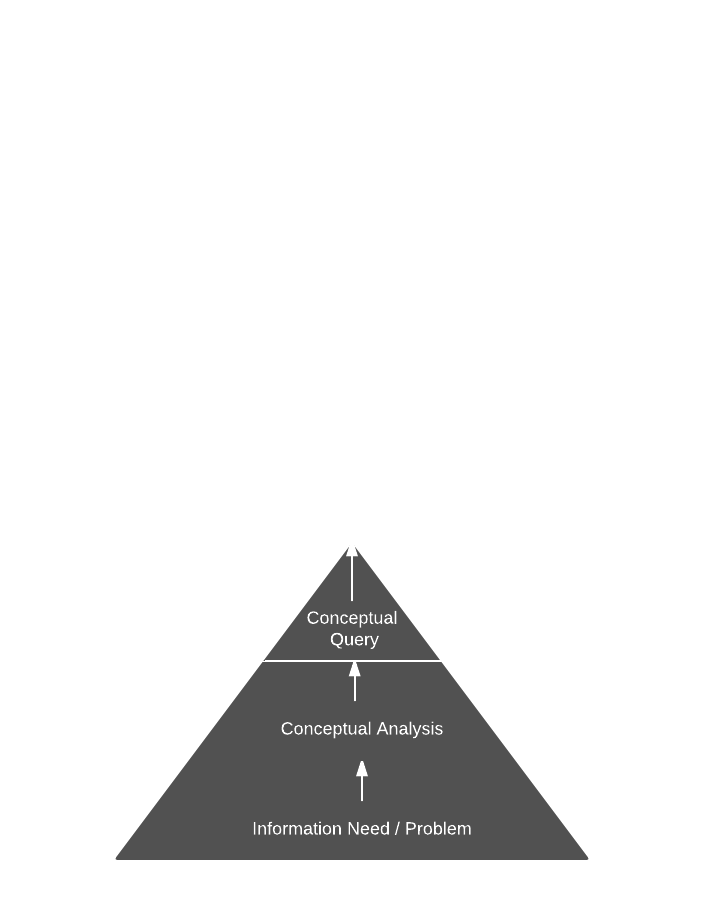 Conceptual
Query
Conceptual Analysis
Information Need / Problem